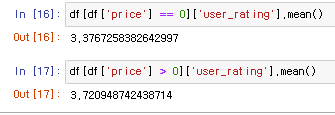 In [16]: df[df['price'] == 0]['user_rating'].mean()
Out[16]: 3.3767258382642997
In [17]: df[df['price'] > 0]['user_rating'].mean()
Out[17]: 3.720948742438714